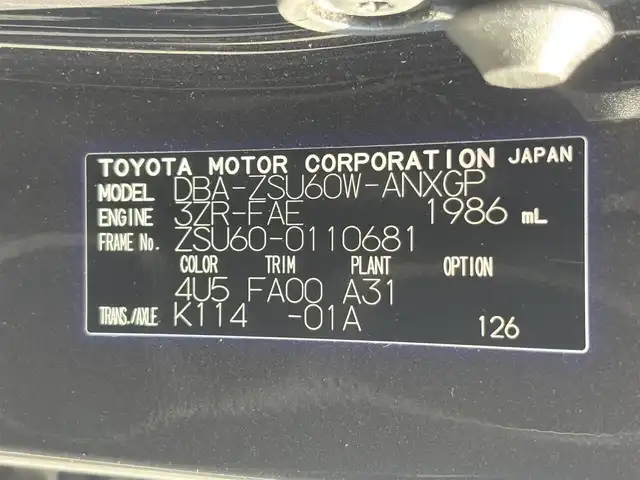 TOYOTA MOTOR CORPORATION JAPAN
MODEL DBA-ZSU60W-ANXGP
ENGINE 3ZR-FAE 1986 mL
FRAME No. ZSU60-0110681
COLOR TRIM PLANT OPTION
4U5 FA00 A31
TRANS./AXLE K114 -01A 126